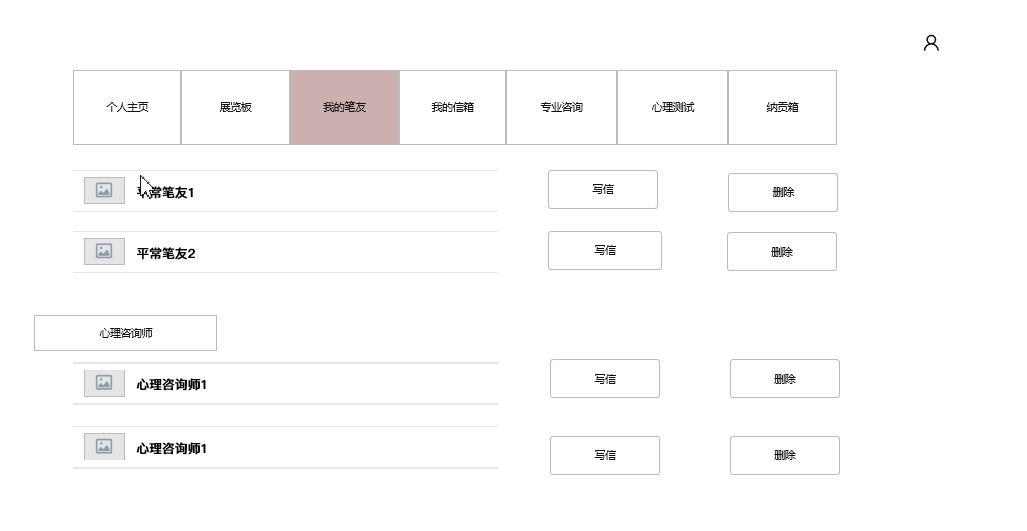 个人主页 展览板 我的笔友 我的信箱 专业咨询 心理测试 纳贡箱
平常笔友1 写信 删除
平常笔友2 写信 删除
心理咨询师
心理咨询师1 写信 删除
心理咨询师1 写信 删除